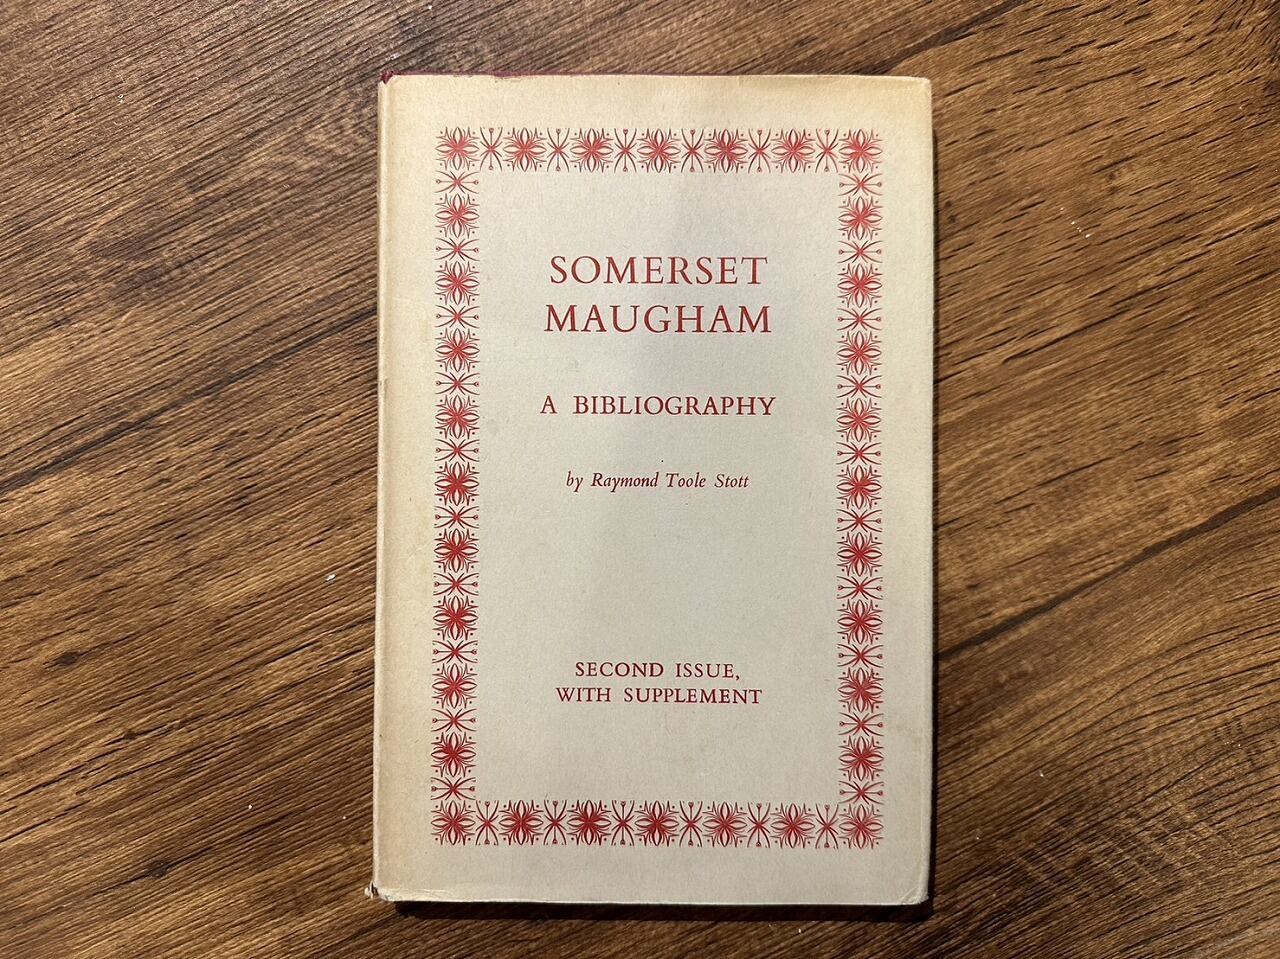 SOMERSET
MAUGHAM
A BIBLIOGRAPHY
by Raymond Toole Stott
SECOND ISSUE,
WITH SUPPLEMENT